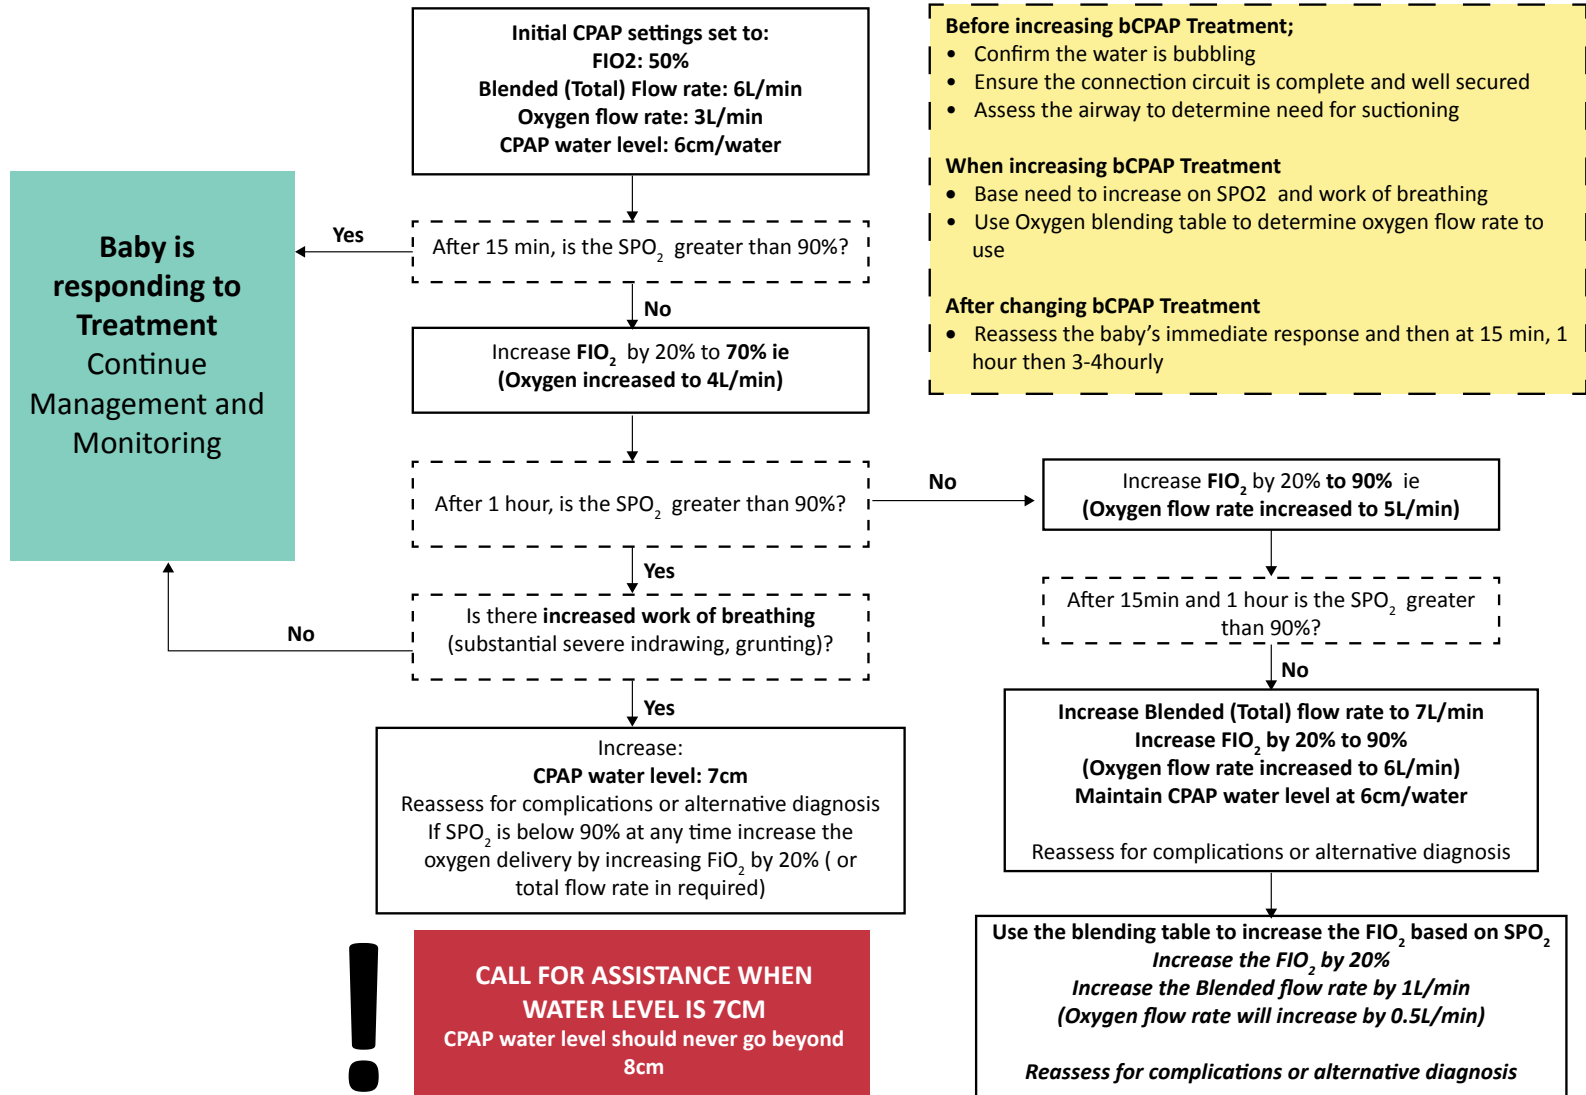 Initial CPAP settings set to:
FIO2: 50%
Blended (Total) Flow rate: 6L/min
Oxygen flow rate: 3L/min
CPAP water level: 6cm/water
Before increasing bCPAP Treatment;
• Confirm the water is bubbling
• Ensure the connection circuit is complete and well secured
• Assess the airway to determine need for suctioning
When increasing bCPAP Treatment
• Base need to increase on SPO2 and work of breathing
• Use Oxygen blending table to determine oxygen flow rate to
use
After changing bCPAP Treatment
• Reassess the baby's immediate response and then at 15 min, 1
hour then 3-4hourly
Baby is
responding to
Treatment
Continue
Management and
Monitoring
Yes
After 15 min, is the SPO₂ greater than 90%?
No
Increase FIO₂ by 20% to 70% ie
(Oxygen increased to 4L/min)
After 1 hour, is the SPO₂ greater than 90%?
No
Increase FIO₂ by 20% to 90% ie
(Oxygen flow rate increased to 5L/min)
Yes
Is there increased work of breathing
(substantial severe indrawing, grunting)?
No
After 15min and 1 hour is the SPO₂ greater
than 90%?
No
Yes
Increase:
CPAP water level: 7cm
Reassess for complications or alternative diagnosis
If SPO₂ is below 90% at any time increase the
oxygen delivery by increasing FiO₂ by 20% ( or
total flow rate in required)
Increase Blended (Total) flow rate to 7L/min
Increase FIO₂ by 20% to 90%
(Oxygen flow rate increased to 6L/min)
Maintain CPAP water level at 6cm/water
Reassess for complications or alternative diagnosis
!
CALL FOR ASSISTANCE WHEN
WATER LEVEL IS 7CM
CPAP water level should never go beyond
8cm
Use the blending table to increase the FIO₂ based on SPO₂
Increase the FIO₂ by 20%
Increase the Blended flow rate by 1L/min
(Oxygen flow rate will increase by 0.5L/min)
Reassess for complications or alternative diagnosis